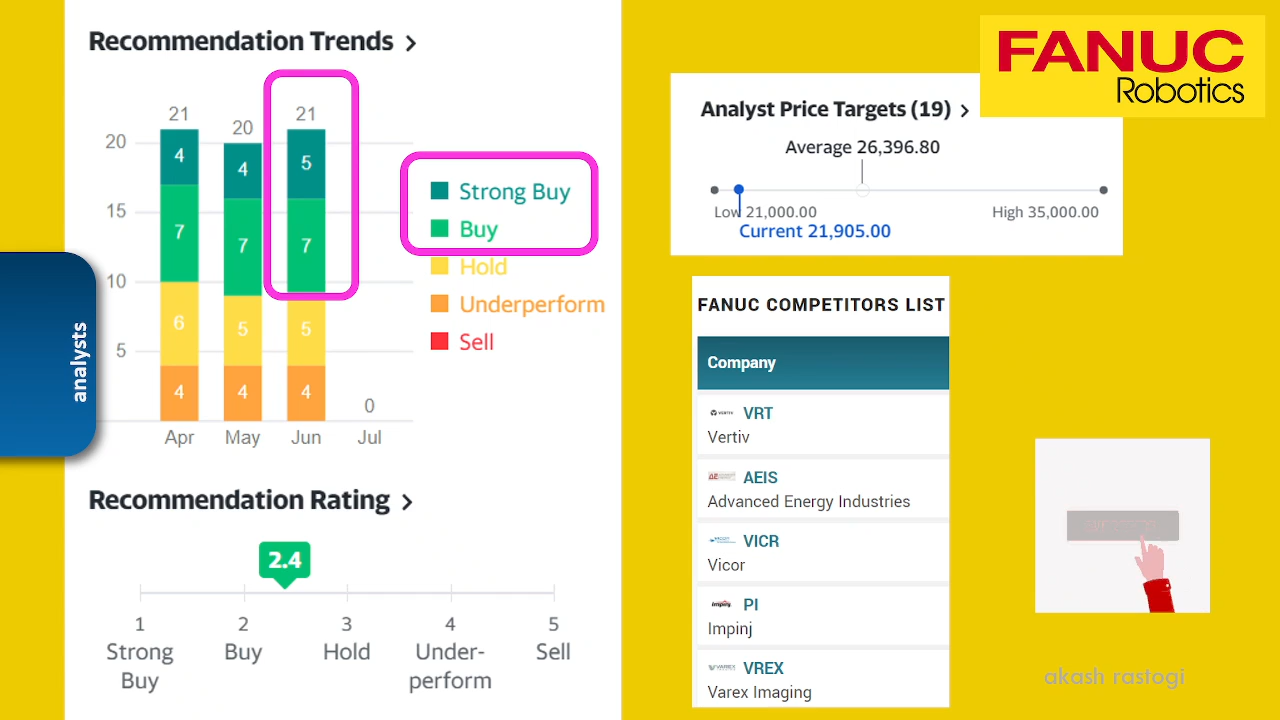 Recommendation Trends
21
20
21
20
4
4
5
15
7
7
7
10
6
5
5
5
4
4
4
0
Apr May Jun Jul
Strong Buy
Buy
Hold
Underperform
Sell
analysts
Recommendation Rating
2.4
1 2 3 4 5
Strong Buy Hold Under- Sell
Buy perform
FANUC
Robotics
Analyst Price Targets (19)
Average 26,396.80
Low 21,000.00 High 35,000.00
Current 21,905.00
FANUC COMPETITORS LIST
Company
VERTIV VRT
Vertiv
AEIS
Advanced Energy Industries
VICR
Vicor
Impinj PI
Impinj
VAREX VREX
Varex Imaging
akash rastogi